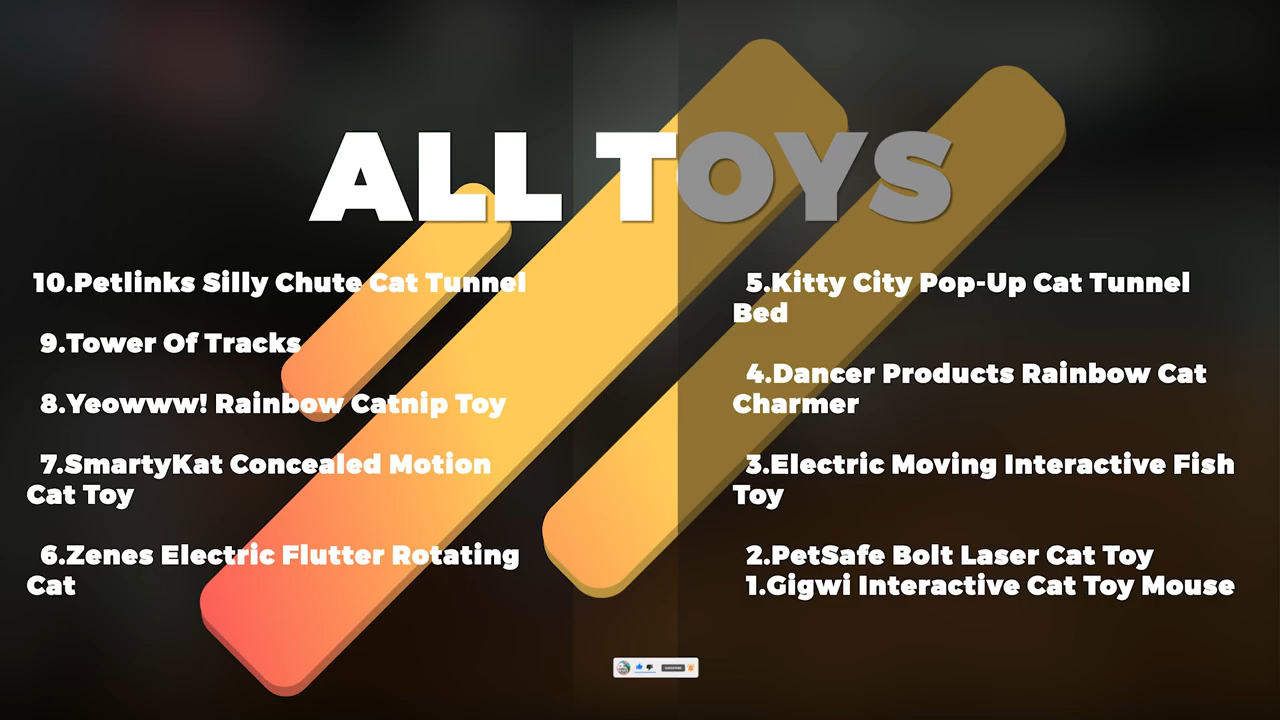 ALL TOYS
10.Petlinks Silly Chute Cat Tunnel
9.Tower Of Tracks
8.Yeowww! Rainbow Catnip Toy
7.SmartyKat Concealed Motion
Cat Toy
6.Zenes Electric Flutter Rotating
Cat
5.Kitty City Pop-Up Cat Tunnel
Bed
4.Dancer Products Rainbow Cat
Charmer
3.Electric Moving Interactive Fish
Toy
2.PetSafe Bolt Laser Cat Toy
1.Gigwi Interactive Cat Toy Mouse
SUBSCRIBE